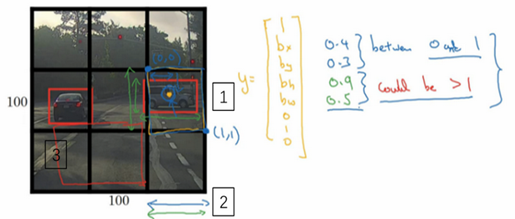 (0,0)
100
1
(1,1)
3
100
2
y=
1
bx
by
bh
bw
0
1
0
0.4
0.3
between 0 and 1
0.9
0.5
could be >1